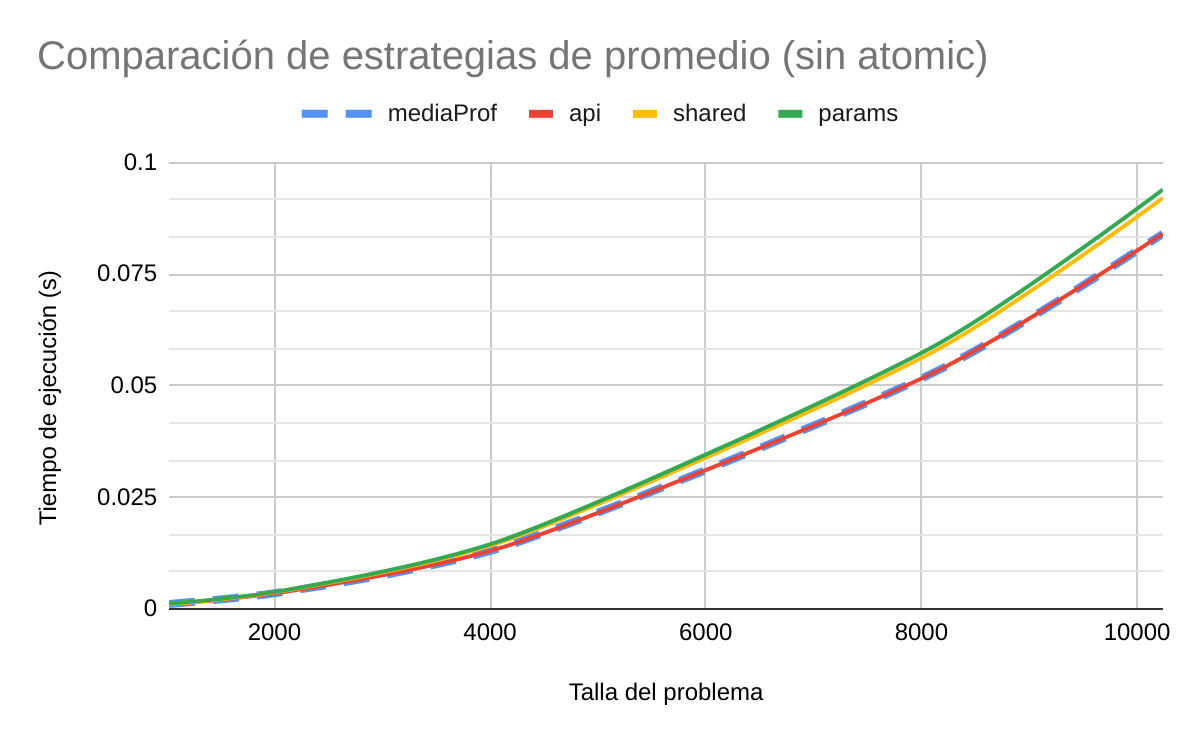 Comparación de estrategias de promedio (sin atomic)
mediaProf api shared params
0.1
0.075
0.05
0.025
0
Tiempo de ejecución (s)
2000 4000 6000 8000 10000
Talla del problema